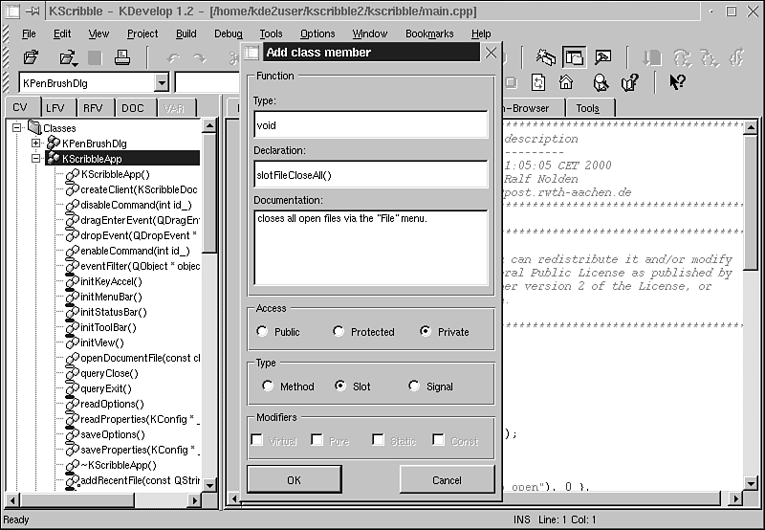 KScribble - KDevelop 1.2 - [/home/kde2user/kscribble2/kscribble/main.cpp]
File Edit View Project Build Debug Tools Options Window Bookmarks Help
KPenBrushDlg
CV LFV RFV DOC VAR
-Browser Tools
Classes
KPenBrushDlg
KScribbleApp
KScribbleApp()
createClient(KScribbleDoc
disableCommand(int id_)
dragEnterEvent(QDragEnt
dropEvent(QDropEvent *
enableCommand(int id_)
eventFilter(QObject * objec
initKeyAccel()
initMenuBar()
initStatusBar()
initToolBar()
initView()
openDocumentFile(const cl
queryClose()
queryExit()
readOptions()
readProperties(KConfig * _
saveOptions()
saveProperties(KConfig * _
~KScribbleApp()
addRecentFile(const QStrin
Add class member
Function
Type:
void
Declaration:
slotFileCloseAll()
Documentation:
closes all open files via the "File" menu.
Access
Public Protected Private
Type
Method Slot Signal
Modifiers
Virtual Pure Static Const
OK Cancel
description
----------
1:05:05 CET 2000
Ralf Nolden
post.rwth-aachen.de
can redistribute it and/or modify
eral Public License as published by
er version 2 of the License, or
);
open"), 0 },
Ready
INS Line: 1 Col: 1